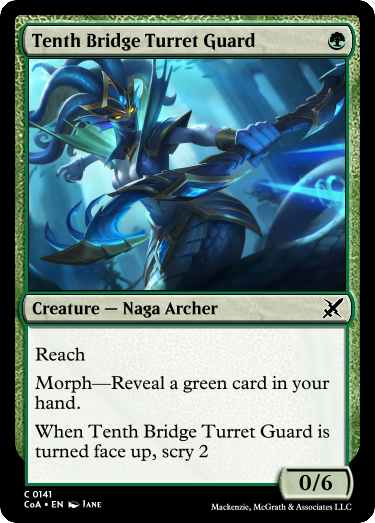 Tenth Bridge Turret Guard
Creature — Naga Archer
Reach
Morph—Reveal a green card in your
hand.
When Tenth Bridge Turret Guard is
turned face up, scry 2
0/6
C 0141
CoA • EN Jane
Mackenzie, McGrath & Associates LLC